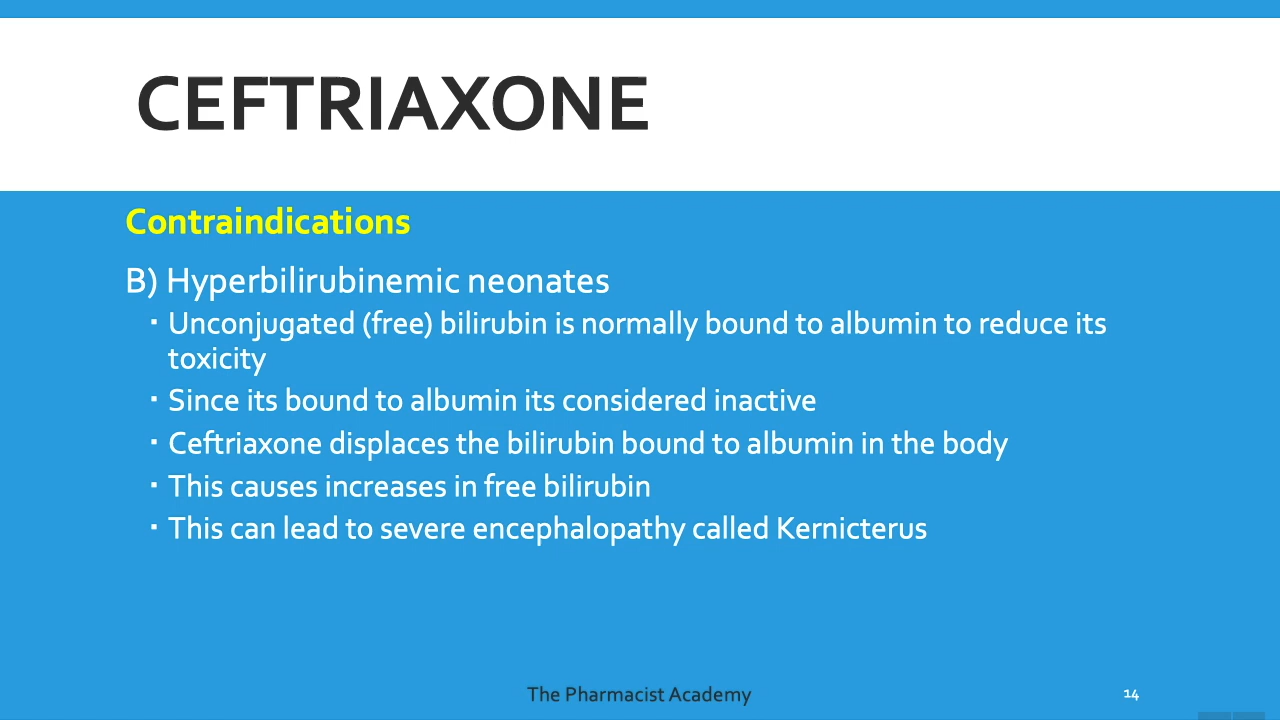 CEFTRIAXONE
Contraindications
B) Hyperbilirubinemic neonates
▪ Unconjugated (free) bilirubin is normally bound to albumin to reduce its
toxicity
▪ Since its bound to albumin its considered inactive
▪ Ceftriaxone displaces the bilirubin bound to albumin in the body
▪ This causes increases in free bilirubin
▪ This can lead to severe encephalopathy called Kernicterus
The Pharmacist Academy
14